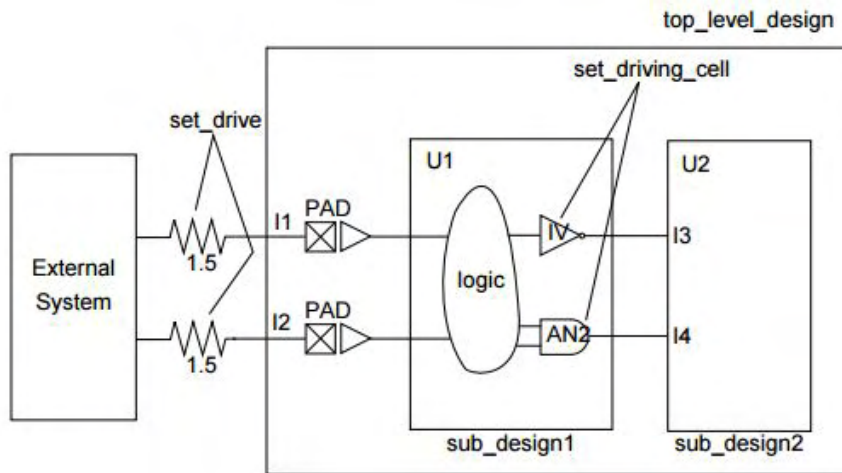 top_level_design
set_driving_cell
set_drive
U1
U2
I1
PAD
IV
I3
1.5
External
System
logic
I2
PAD
AN2
I4
1.5
sub_design1
sub_design2